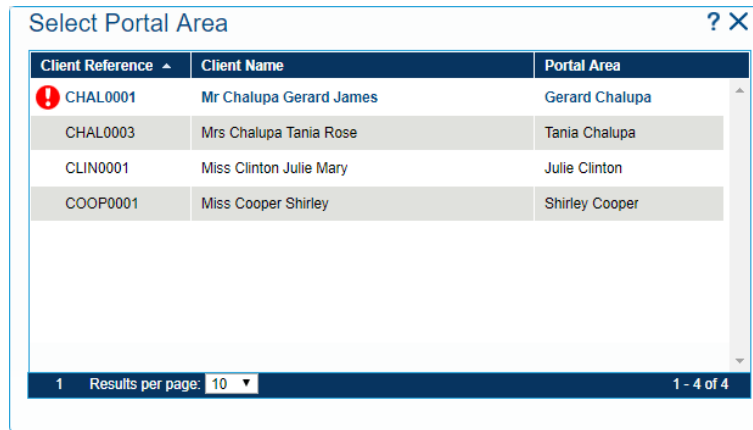 Select Portal Area ? X
Client Reference ▲ Client Name Portal Area
! CHAL0001 Mr Chalupa Gerard James Gerard Chalupa
CHAL0003 Mrs Chalupa Tania Rose Tania Chalupa
CLIN0001 Miss Clinton Julie Mary Julie Clinton
COOP0001 Miss Cooper Shirley Shirley Cooper
1 Results per page: 10 ▼ 1 - 4 of 4